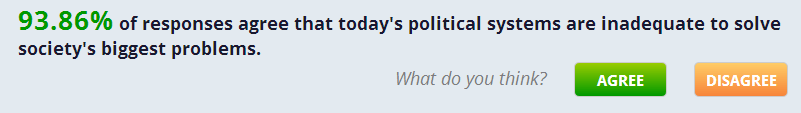 93.86% of responses agree that today's political systems are inadequate to solve
society's biggest problems.
What do you think? AGREE DISAGREE